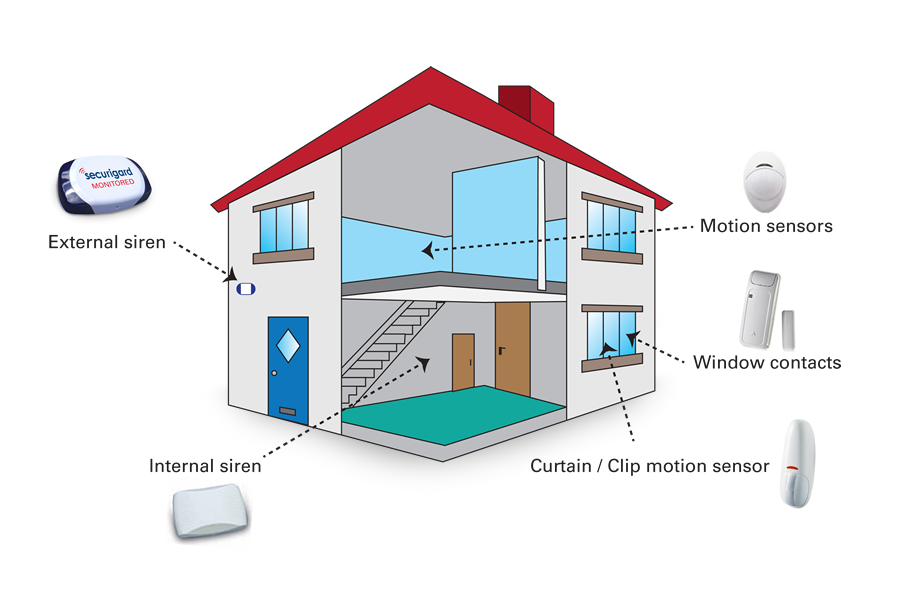 securigard
MONITORED
External siren
Motion sensors
Window contacts
Internal siren
Curtain / Clip motion sensor